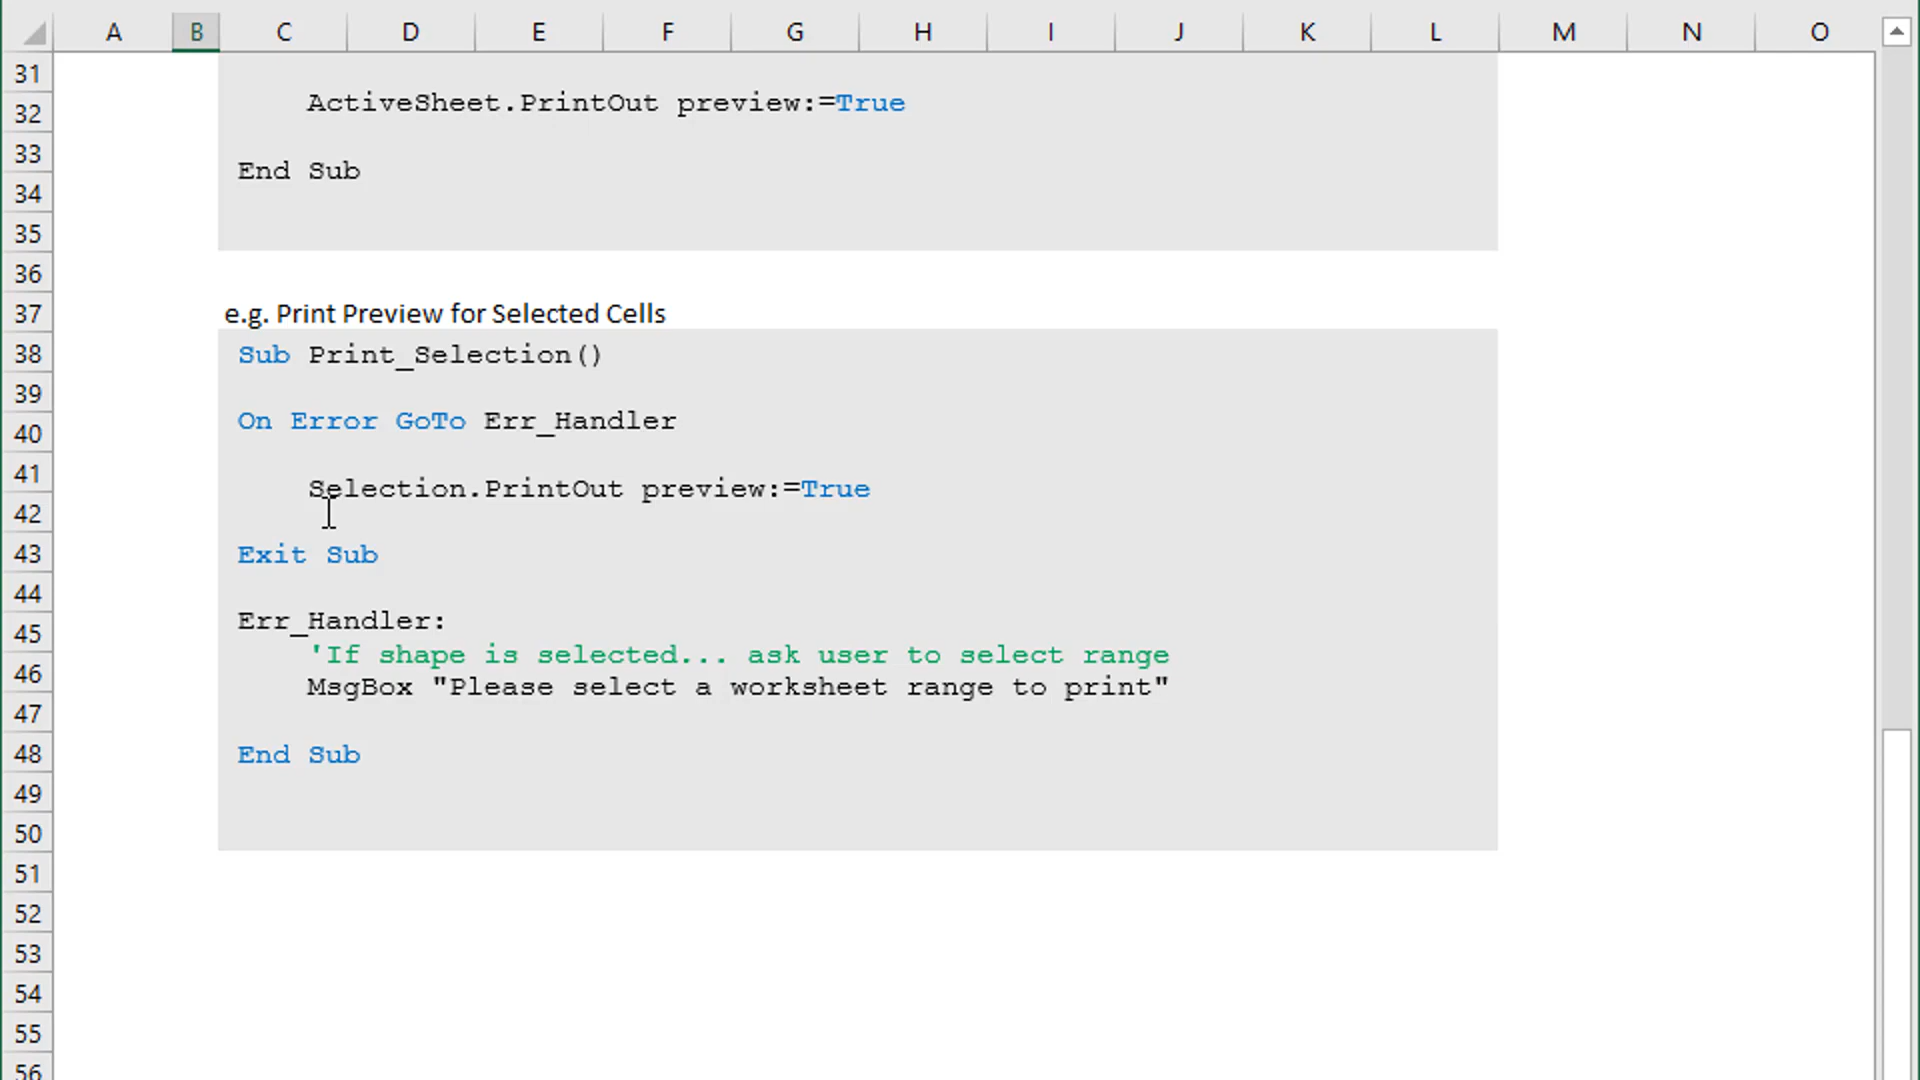 A B C D E F G H I J K L M N O
31
32
ActiveSheet.PrintOut preview:=True
33
End Sub
34
35
36
37
e.g. Print Preview for Selected Cells
38
Sub Print_Selection()
39
40
On Error GoTo Err_Handler
41
Selection.PrintOut preview:=True
42
43
Exit Sub
44
45
Err_Handler:
46
'If shape is selected... ask user to select range
MsgBox "Please select a worksheet range to print"
47
48
End Sub
49
50
51
52
53
54
55
56